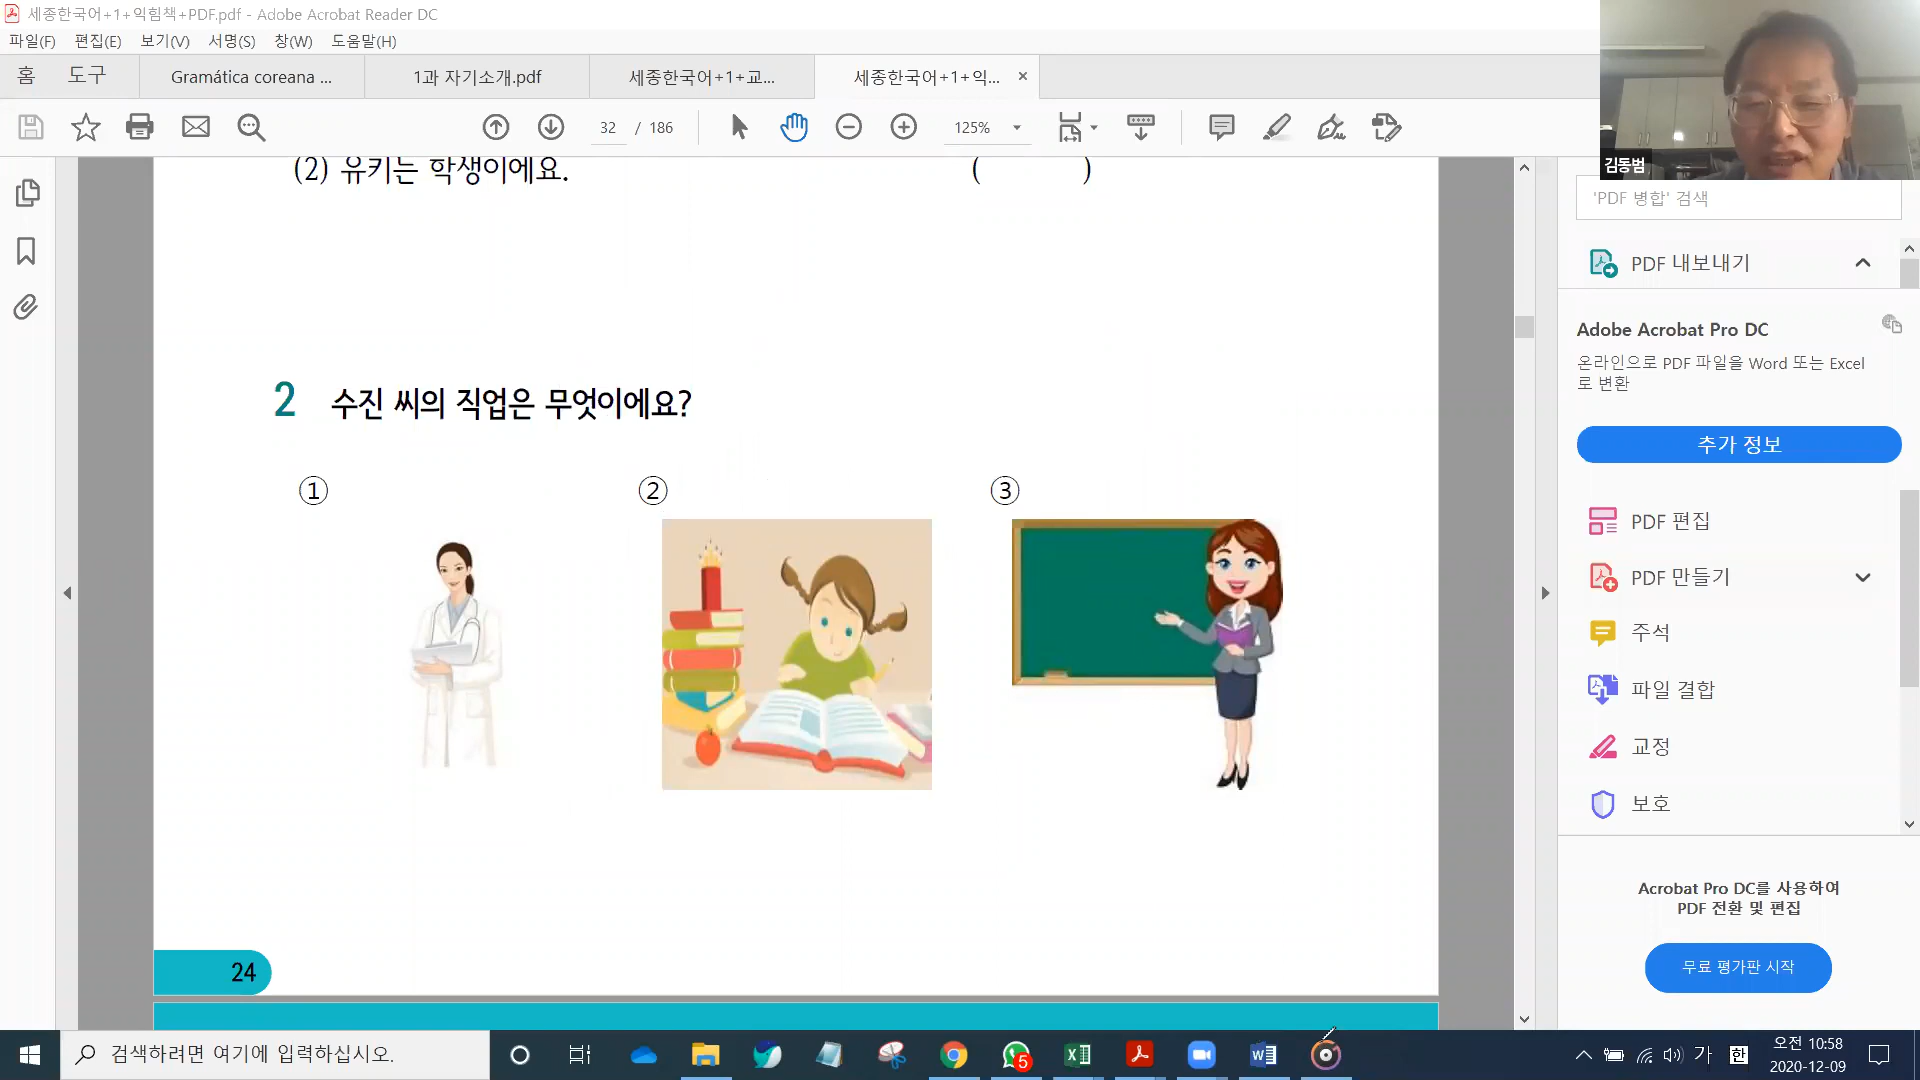 세종한국어+1+익힘책+PDF.pdf - Adobe Acrobat Reader DC
파일(F) 편집(E) 보기(V) 서명(S) 창(W) 도움말(H)
홈 도구 Gramática coreana ... 1과 자기소개.pdf 세종한국어+1+교... 세종한국어+1+익... ×
32 / 186 125%
김동범
(2) 유키는 학생이에요. ( )
2 수진 씨의 직업은 무엇이에요?
① ② ③
24
'PDF 병합' 검색
PDF 내보내기
Adobe Acrobat Pro DC
온라인으로 PDF 파일을 Word 또는 Excel
로 변환
추가 정보
PDF 편집
PDF 만들기
주석
파일 결합
교정
보호
Acrobat Pro DC를 사용하여
PDF 전환 및 편집
무료 평가판 시작
검색하려면 여기에 입력하십시오.
5
가 한
오전 10:58
2020-12-09